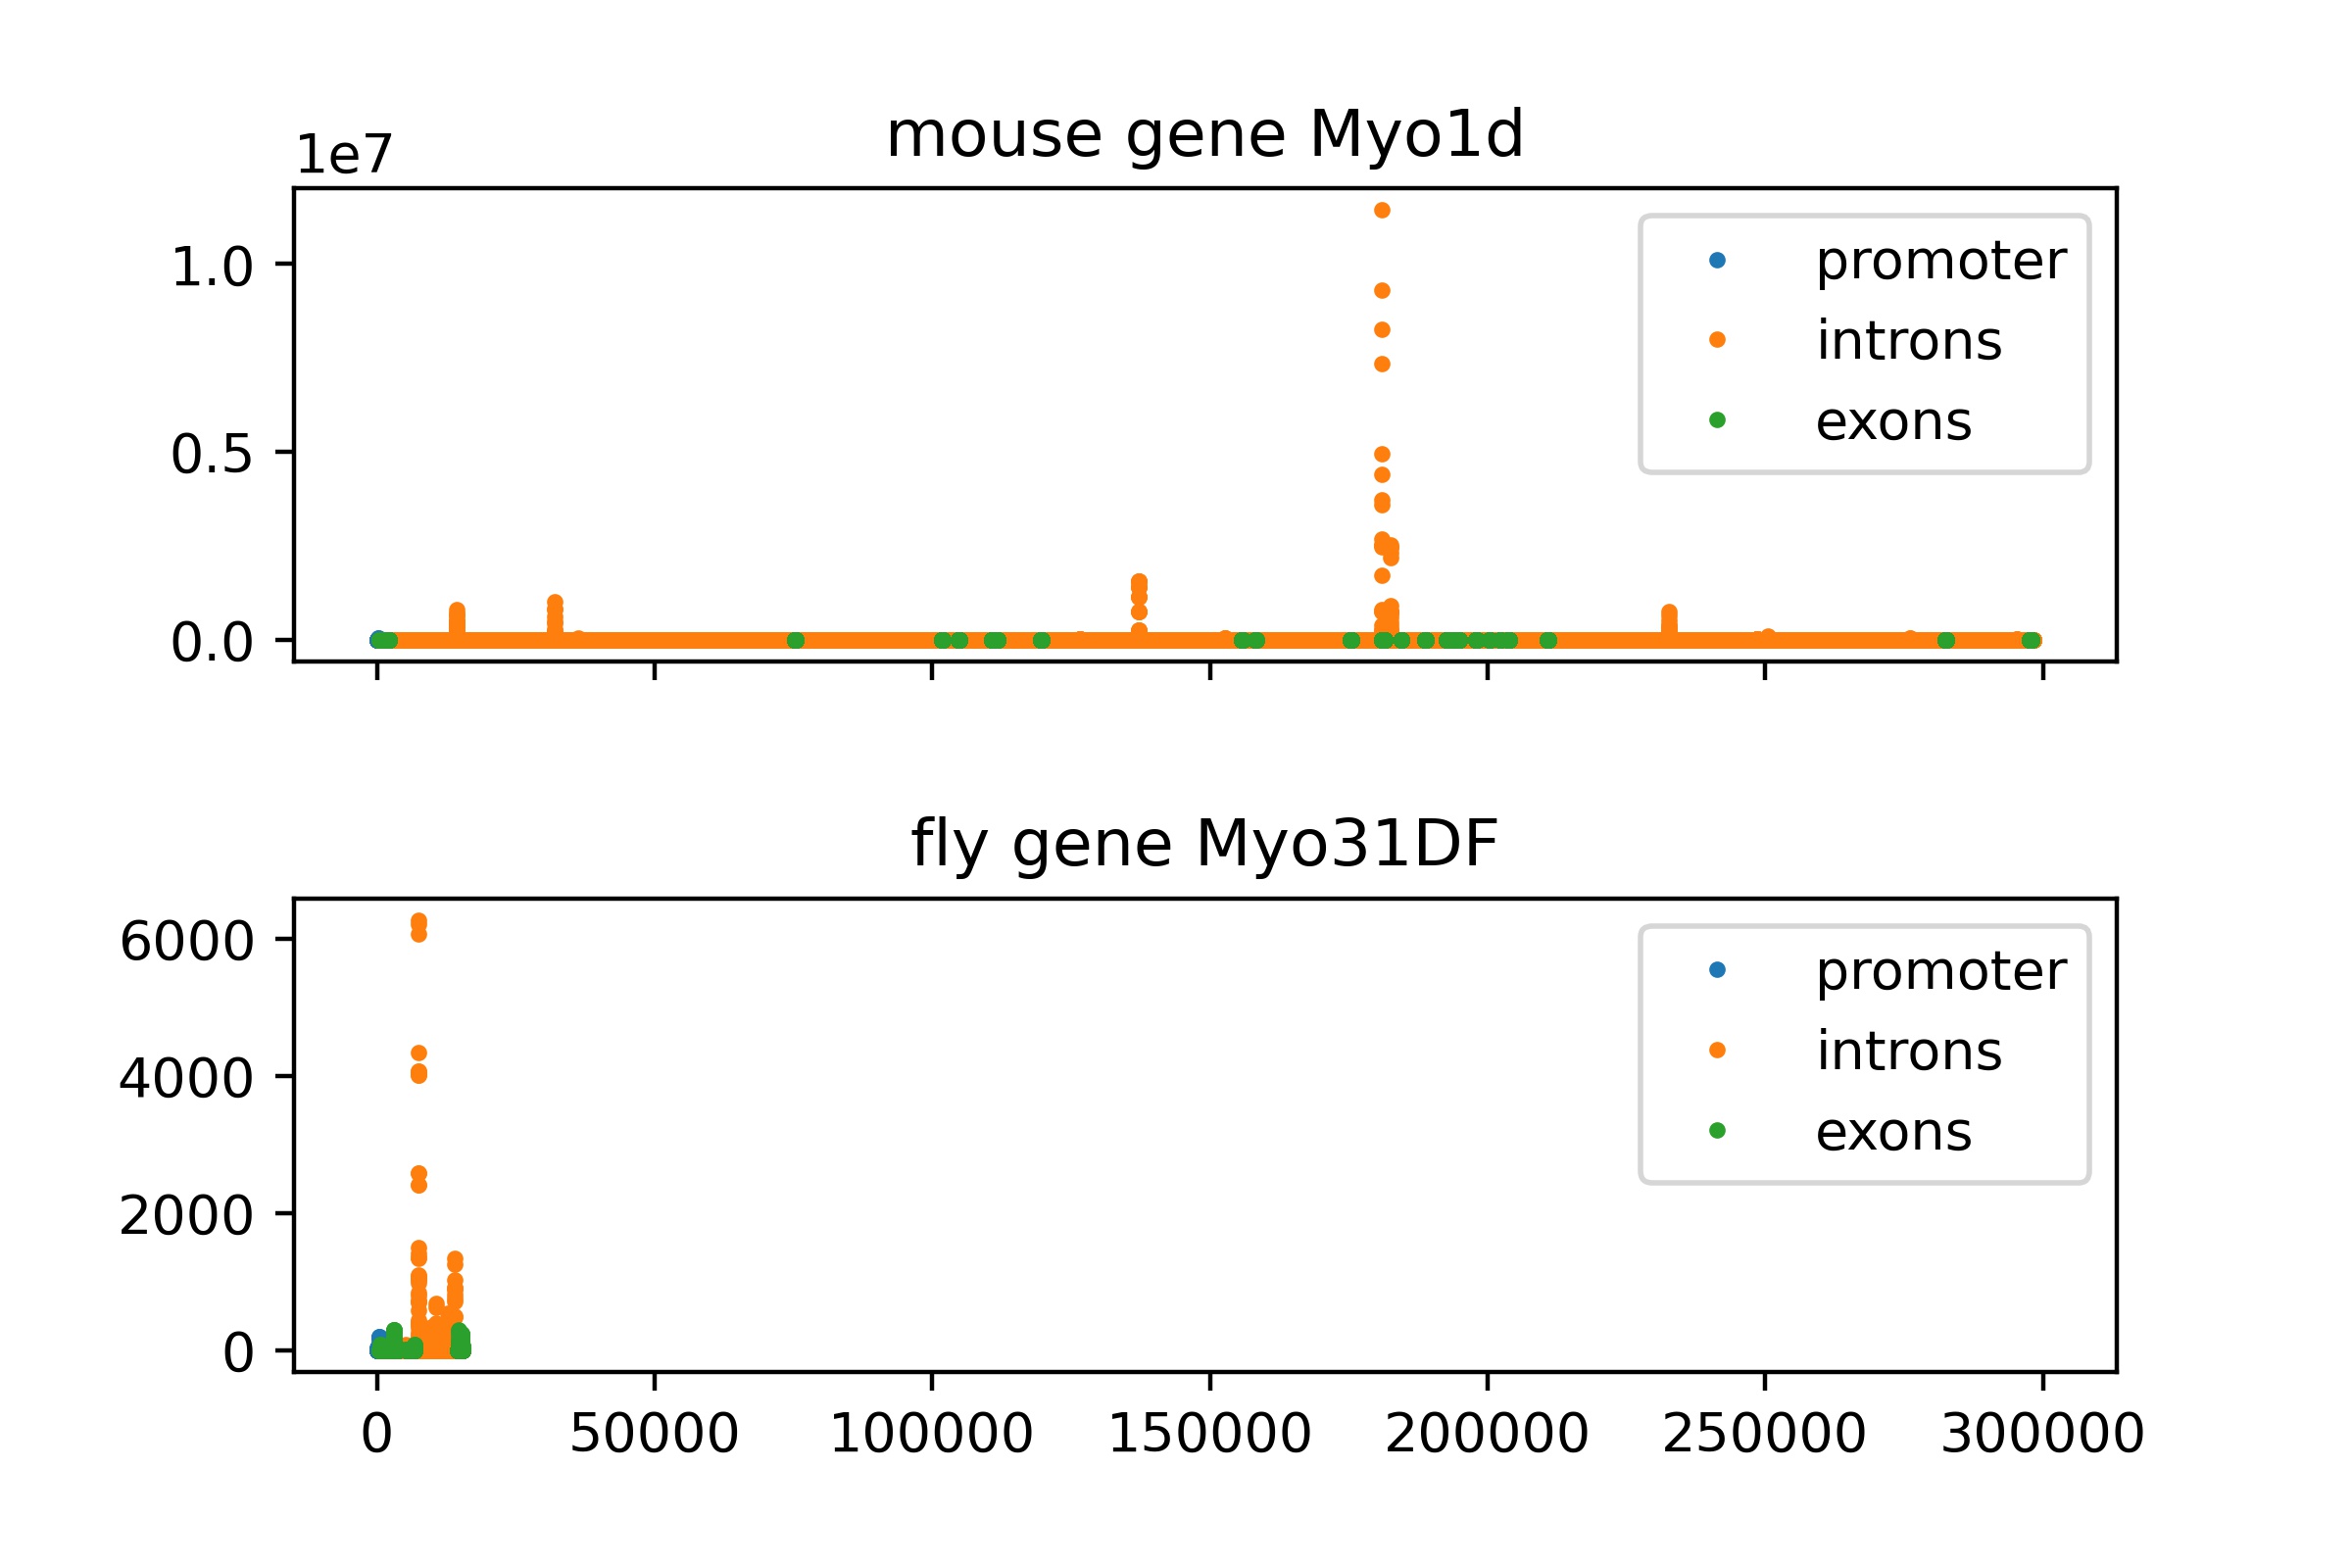 mouse gene Myo1d
1e7
1.0
0.5
0.0
promoter
introns
exons
fly gene Myo31DF
6000
4000
2000
0
promoter
introns
exons
0 50000 100000 150000 200000 250000 300000